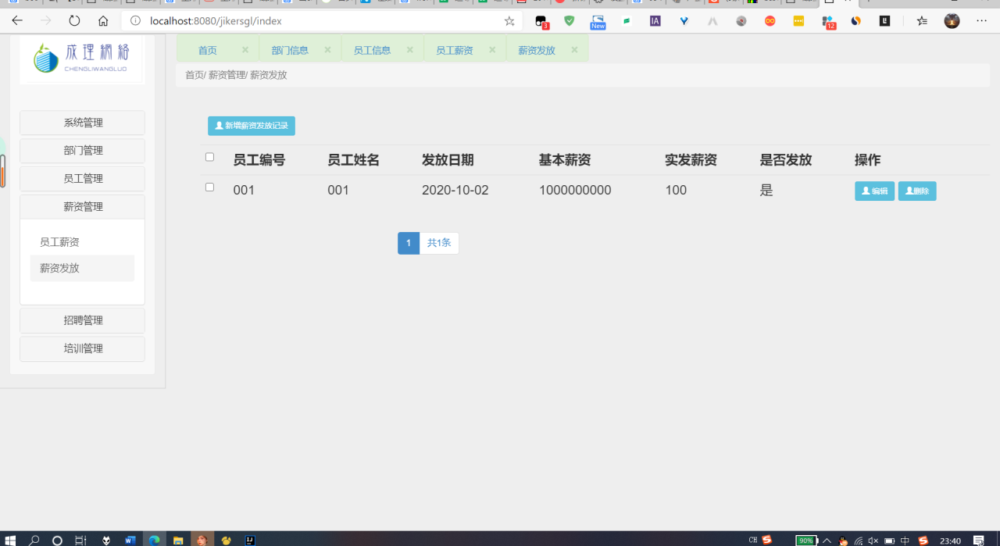 localhost:8080/jikersgl/index
3
New
IA
12
成理網絡
CHENGLIWANGLUO
首页 × 部门信息 × 员工信息 × 员工薪资 × 薪资发放 ×
首页/ 薪资管理/ 薪资发放
系统管理
部门管理
员工管理
薪资管理
员工薪资
薪资发放
招聘管理
培训管理
新增薪资发放记录
员工编号 员工姓名 发放日期 基本薪资 实发薪资 是否发放 操作
001 001 2020-10-02 1000000000 100 是 编辑 删除
1 共1条
CH 90% 中 23:40